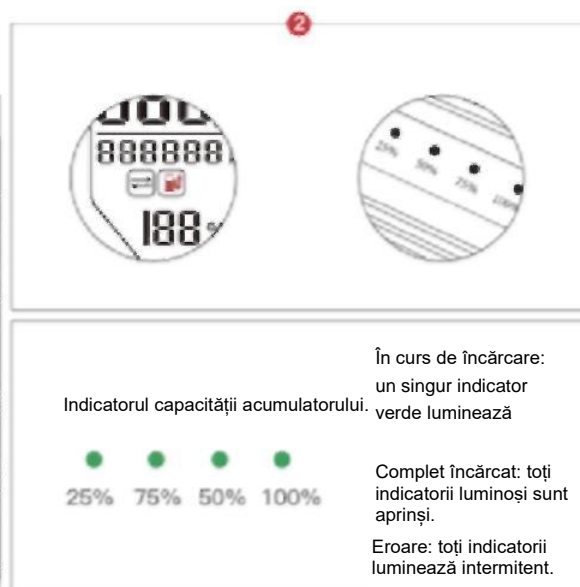 2
888888
188%
25%
50%
75%
100%
Indicatorul capacității acumulatorului.
25% 75% 50% 100%
În curs de încărcare:
un singur indicator
verde luminează
Complet încărcat: toți
indicatorii luminoși sunt
aprinși.
Eroare: toți indicatorii
luminează intermitent.